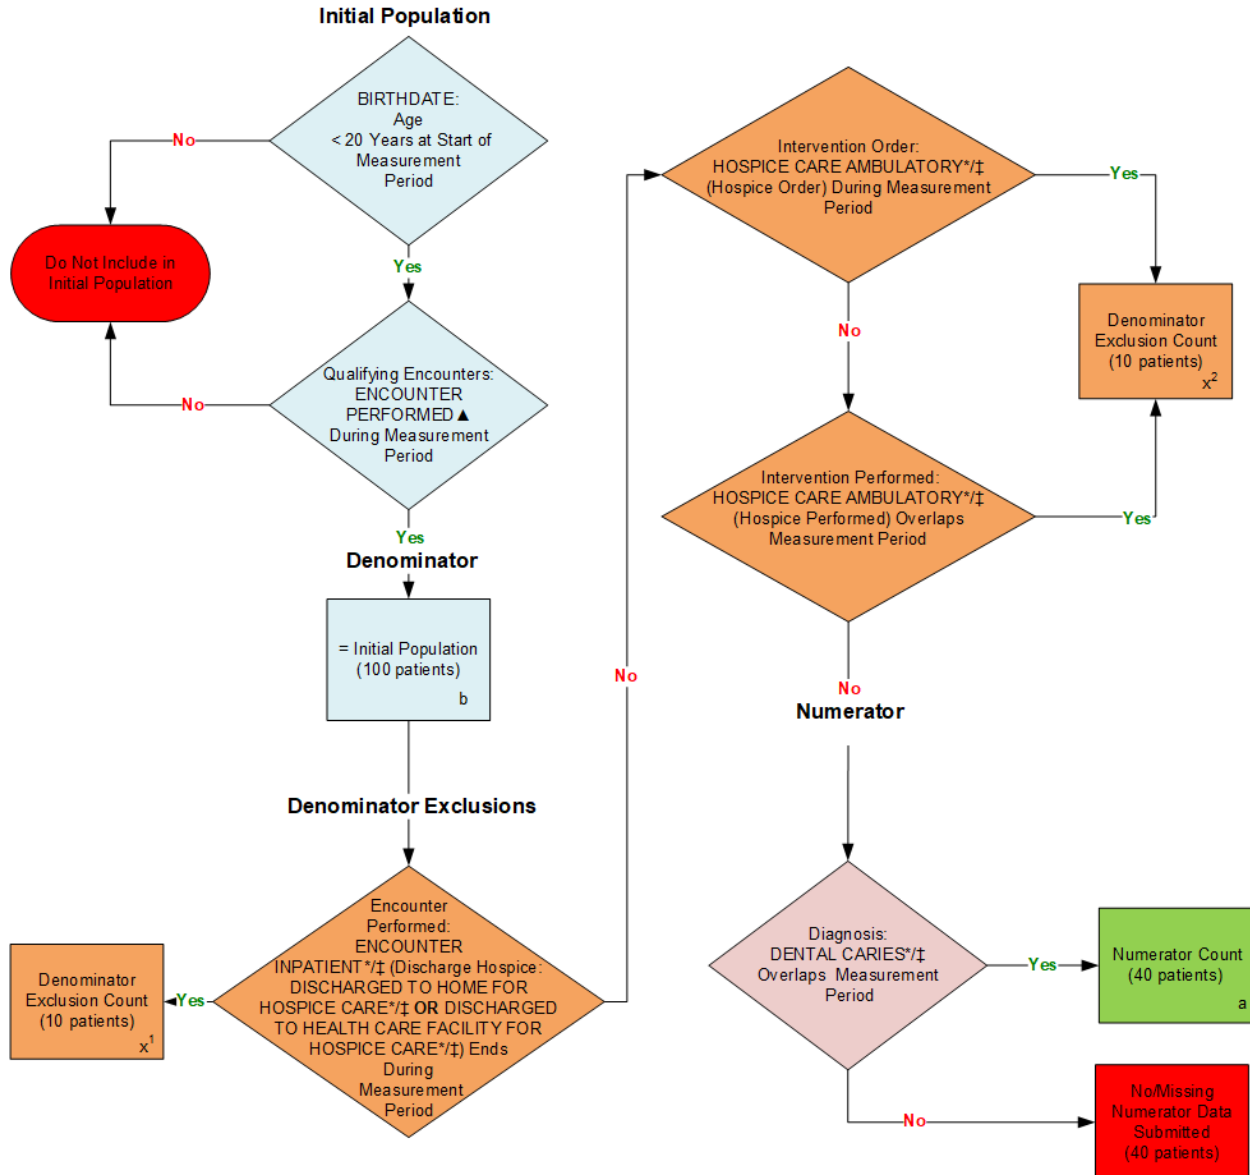 Initial Population
BIRTHDATE:
Age
< 20 Years at Start of
Measurement
Period
No
Do Not Include in
Initial Population
Yes
Qualifying Encounters:
ENCOUNTER
PERFORMED▲
During Measurement
Period
No
Yes
Denominator
= Initial Population
(100 patients)
b
Denominator Exclusions
Encounter
Performed:
ENCOUNTER
INPATIENT*/‡ (Discharge Hospice:
DISCHARGED TO HOME FOR
HOSPICE CARE*/‡ OR DISCHARGED
TO HEALTH CARE FACILITY FOR
HOSPICE CARE*/‡) Ends
During
Measurement
Period
Yes
Denominator
Exclusion Count
(10 patients)
x¹
No
Intervention Order:
HOSPICE CARE AMBULATORY*/‡
(Hospice Order) During Measurement
Period
Yes
Denominator
Exclusion Count
(10 patients)
x²
No
Intervention Performed:
HOSPICE CARE AMBULATORY*/‡
(Hospice Performed) Overlaps
Measurement Period
Yes
No
Numerator
Diagnosis:
DENTAL CARIES*/‡
Overlaps Measurement
Period
Yes
Numerator Count
(40 patients)
a
No
No/Missing
Numerator Data
Submitted
(40 patients)